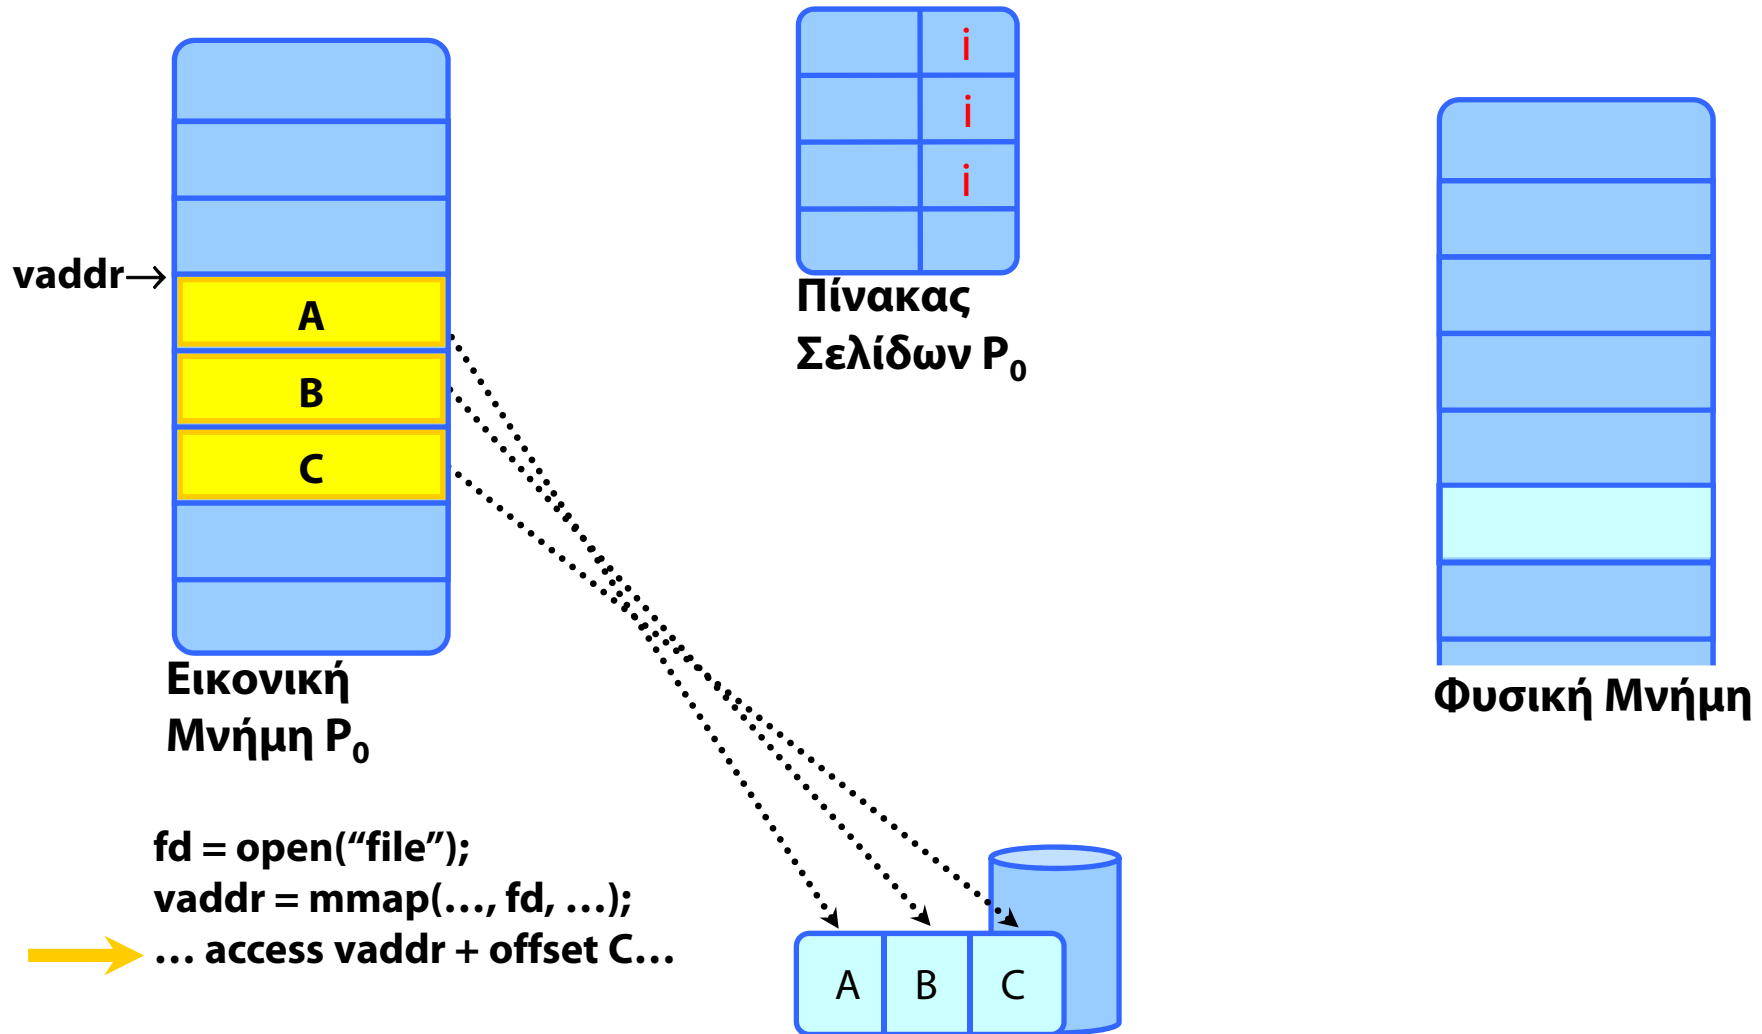 i
i
i
vaddr→
A
B
C
Πίνακας
Σελίδων P0
Εικονική
Μνήμη P0
Φυσική Μνήμη
fd = open(“file”);
vaddr = mmap(…, fd, …);
… access vaddr + offset C…
A B C